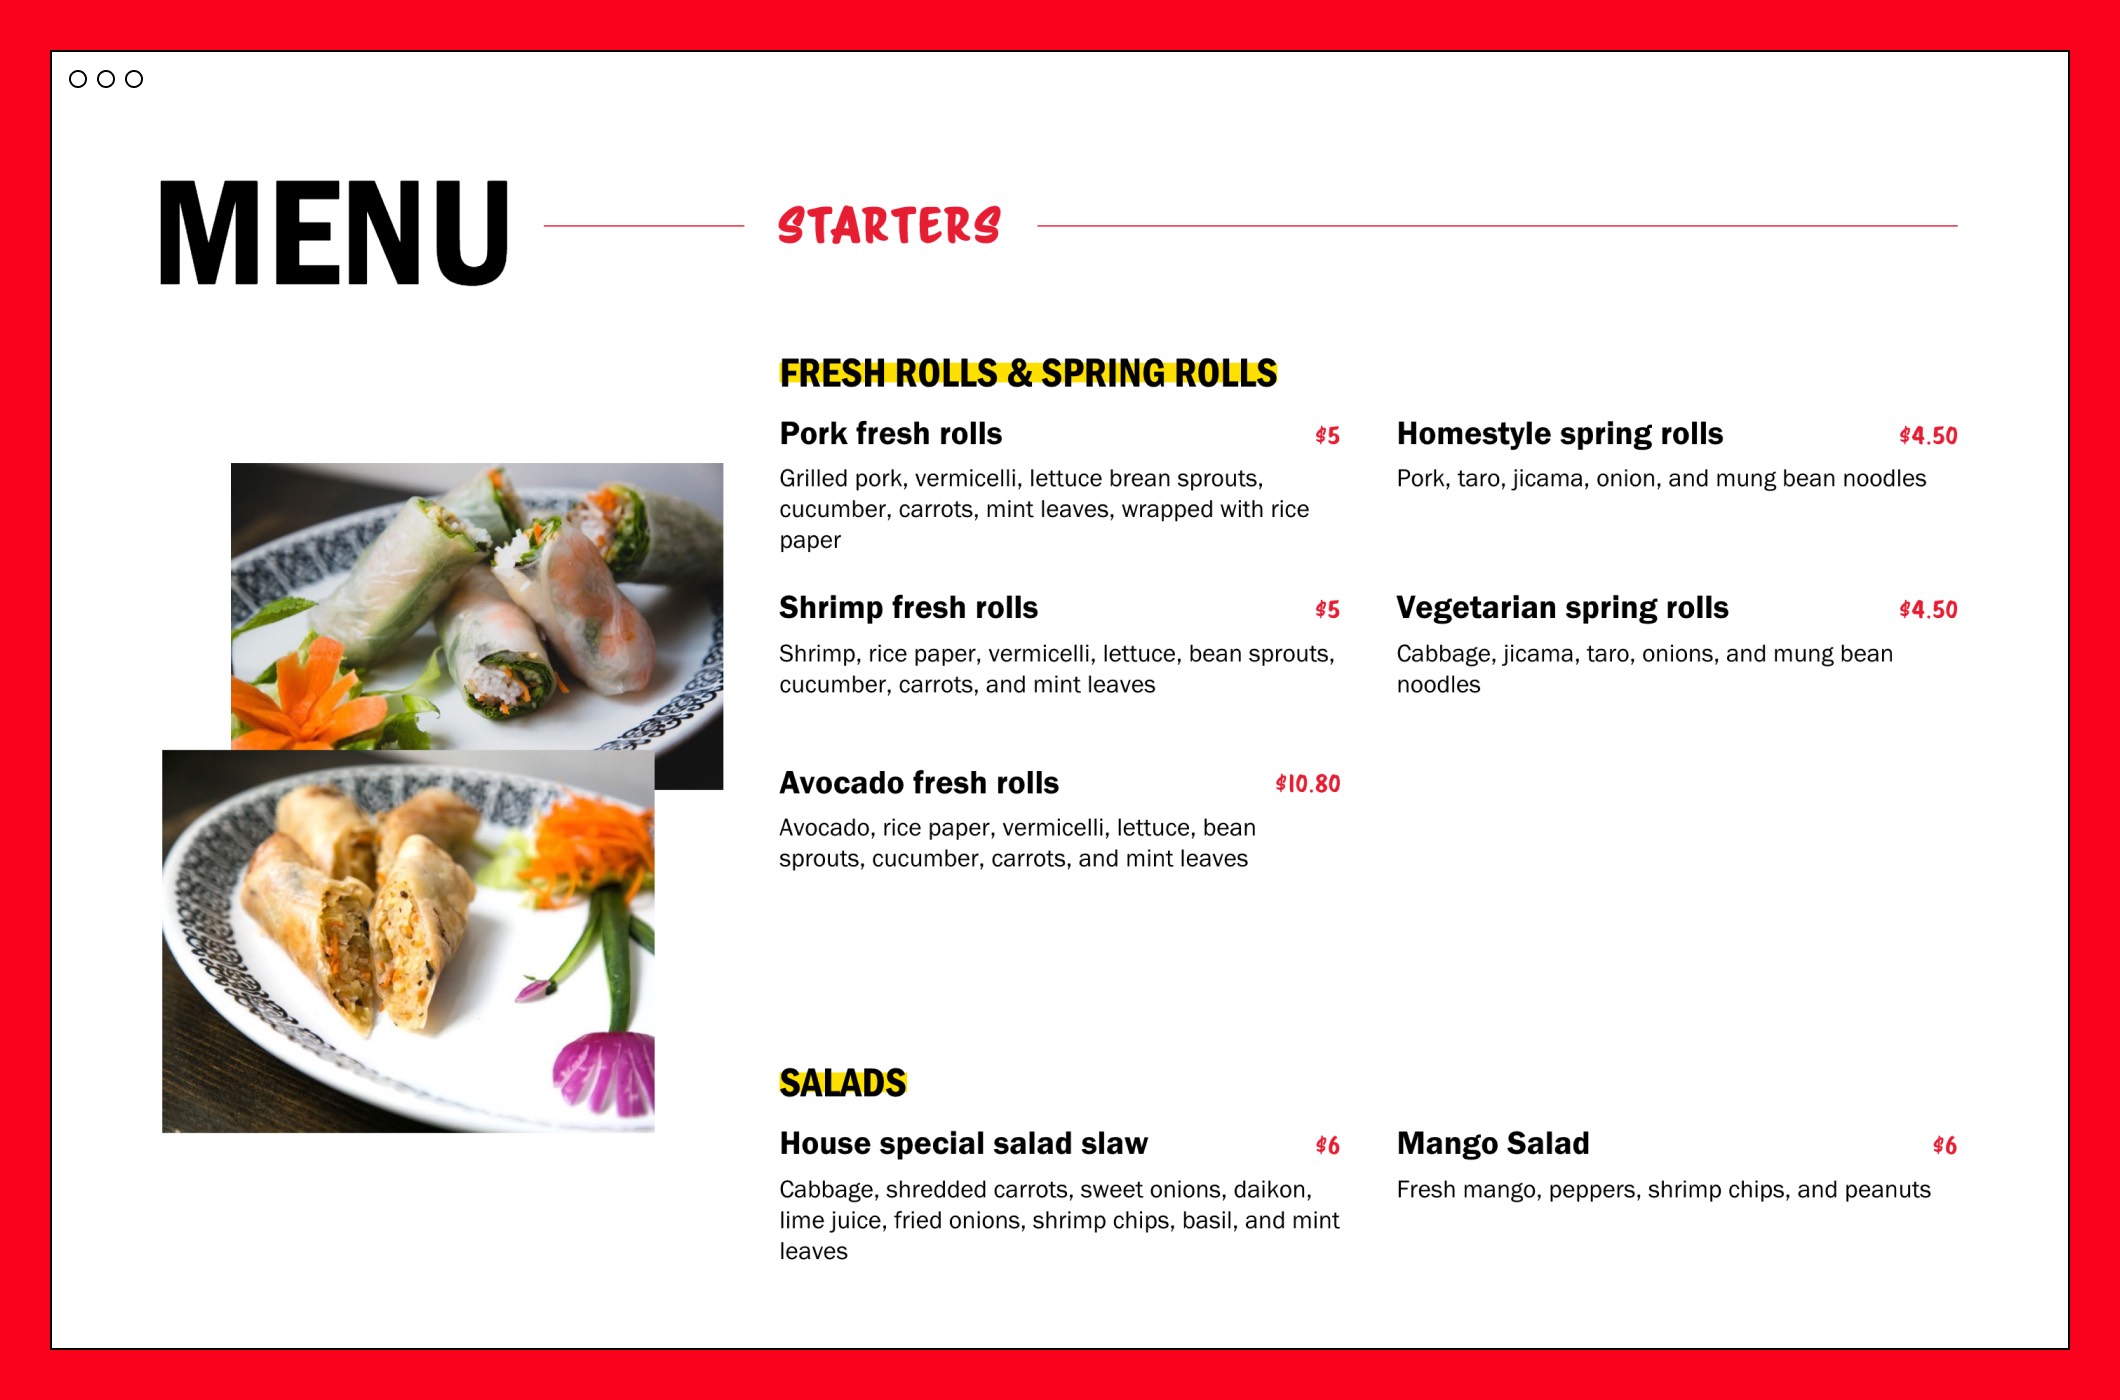 MENU
STARTERS
FRESH ROLLS & SPRING ROLLS
Pork fresh rolls $5
Grilled pork, vermicelli, lettuce brean sprouts,
cucumber, carrots, mint leaves, wrapped with rice
paper
Homestyle spring rolls $4.50
Pork, taro, jicama, onion, and mung bean noodles
Shrimp fresh rolls $5
Shrimp, rice paper, vermicelli, lettuce, bean sprouts,
cucumber, carrots, and mint leaves
Vegetarian spring rolls $4.50
Cabbage, jicama, taro, onions, and mung bean
noodles
Avocado fresh rolls $10.80
Avocado, rice paper, vermicelli, lettuce, bean
sprouts, cucumber, carrots, and mint leaves
SALADS
House special salad slaw $6
Cabbage, shredded carrots, sweet onions, daikon,
lime juice, fried onions, shrimp chips, basil, and mint
leaves
Mango Salad $6
Fresh mango, peppers, shrimp chips, and peanuts